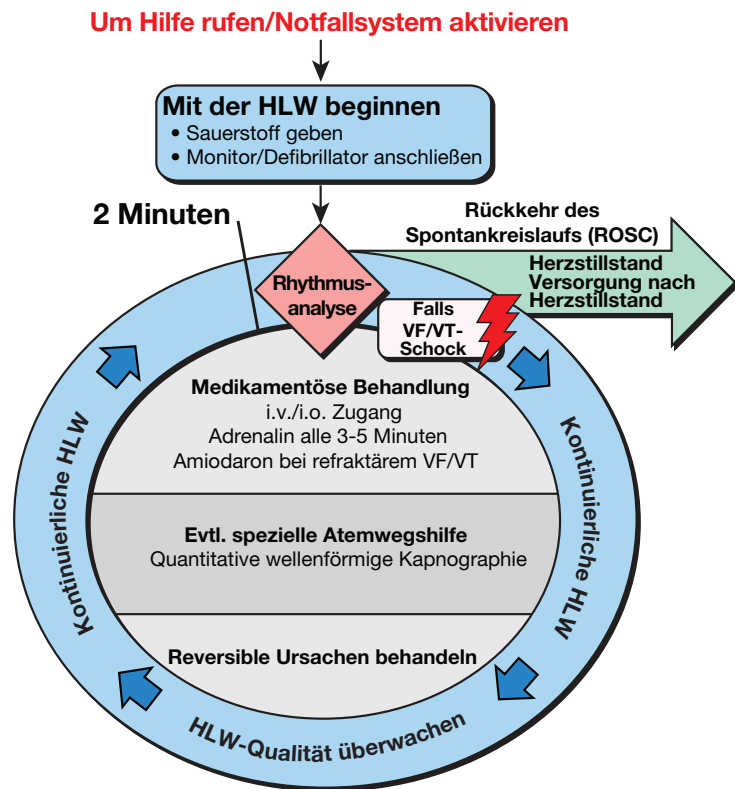 Um Hilfe rufen/Notfallsystem aktivieren
Mit der HLW beginnen
• Sauerstoff geben
• Monitor/Defibrillator anschließen
2 Minuten
Rückkehr des
Spontankreislaufs (ROSC)
Herzstillstand
Versorgung nach
Herzstillstand
Rhythmus-
analyse
Falls
VF/VT-
Schock
Medikamentöse Behandlung
i.v./i.o. Zugang
Adrenalin alle 3-5 Minuten
Amiodaron bei refraktärem VF/VT
Evtl. spezielle Atemwegshilfe
Quantitative wellenförmige Kapnographie
Reversible Ursachen behandeln
Kontinuierliche HLW
HLW-Qualität überwachen
Kontinuierliche HLW